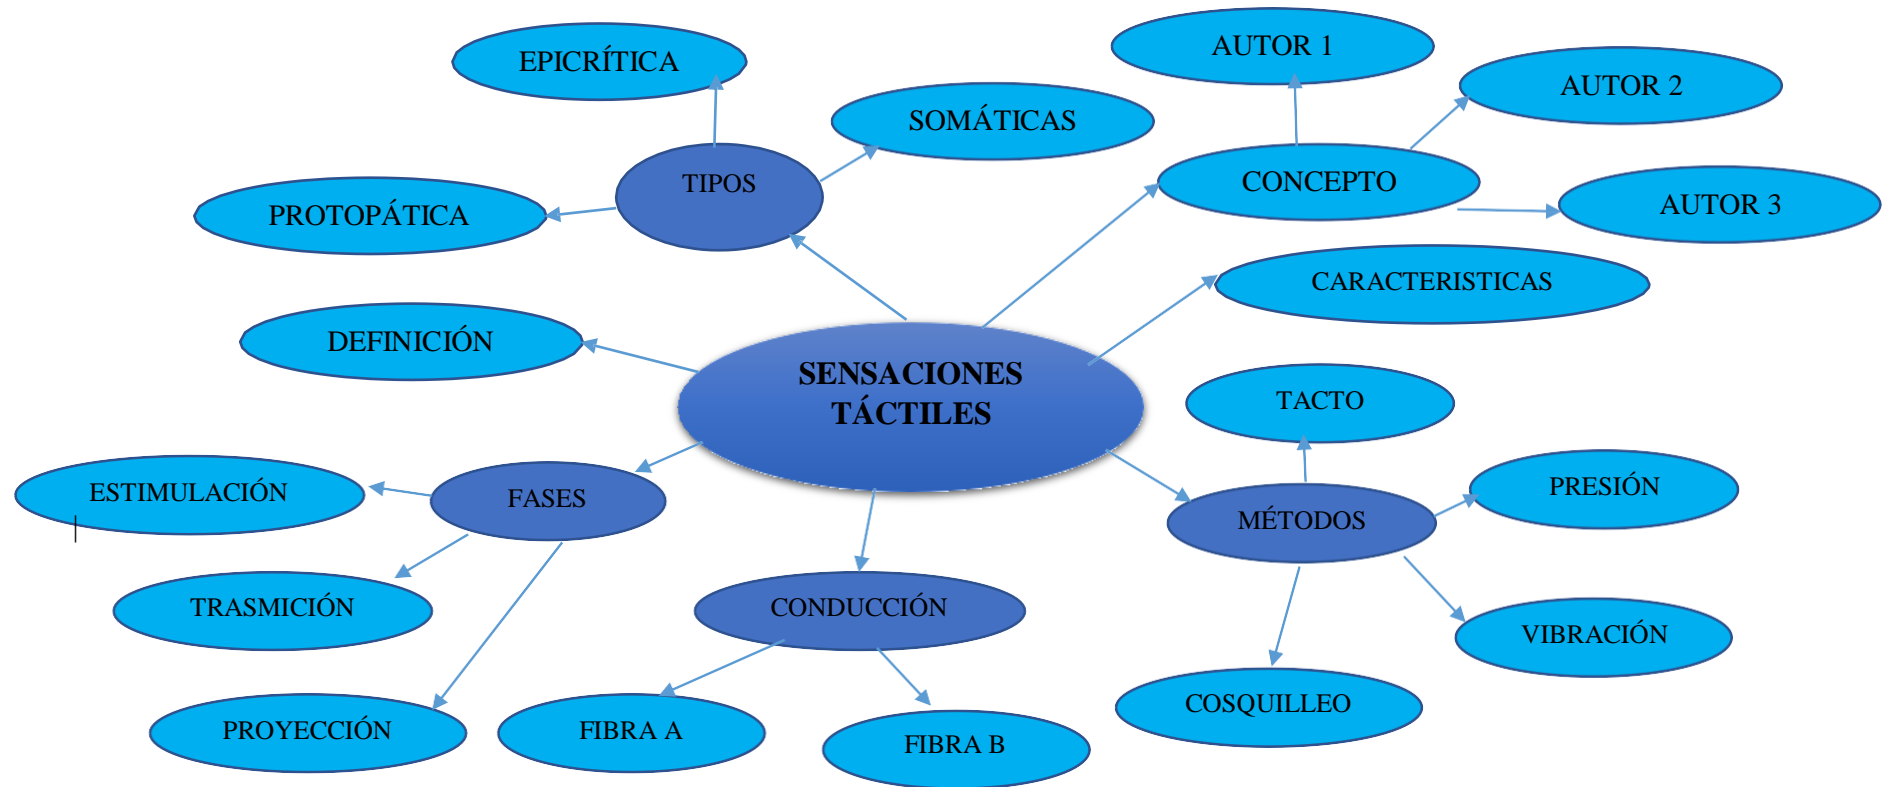 EPICRÍTICA
AUTOR 1
AUTOR 2
SOMÁTICAS
TIPOS
CONCEPTO
PROTOPÁTICA
AUTOR 3
CARACTERISTICAS
DEFINICIÓN
SENSACIONES
TÁCTILES
TACTO
ESTIMULACIÓN
FASES
PRESIÓN
MÉTODOS
TRASMICIÓN
CONDUCCIÓN
VIBRACIÓN
COSQUILLEO
PROYECCIÓN
FIBRA A
FIBRA B